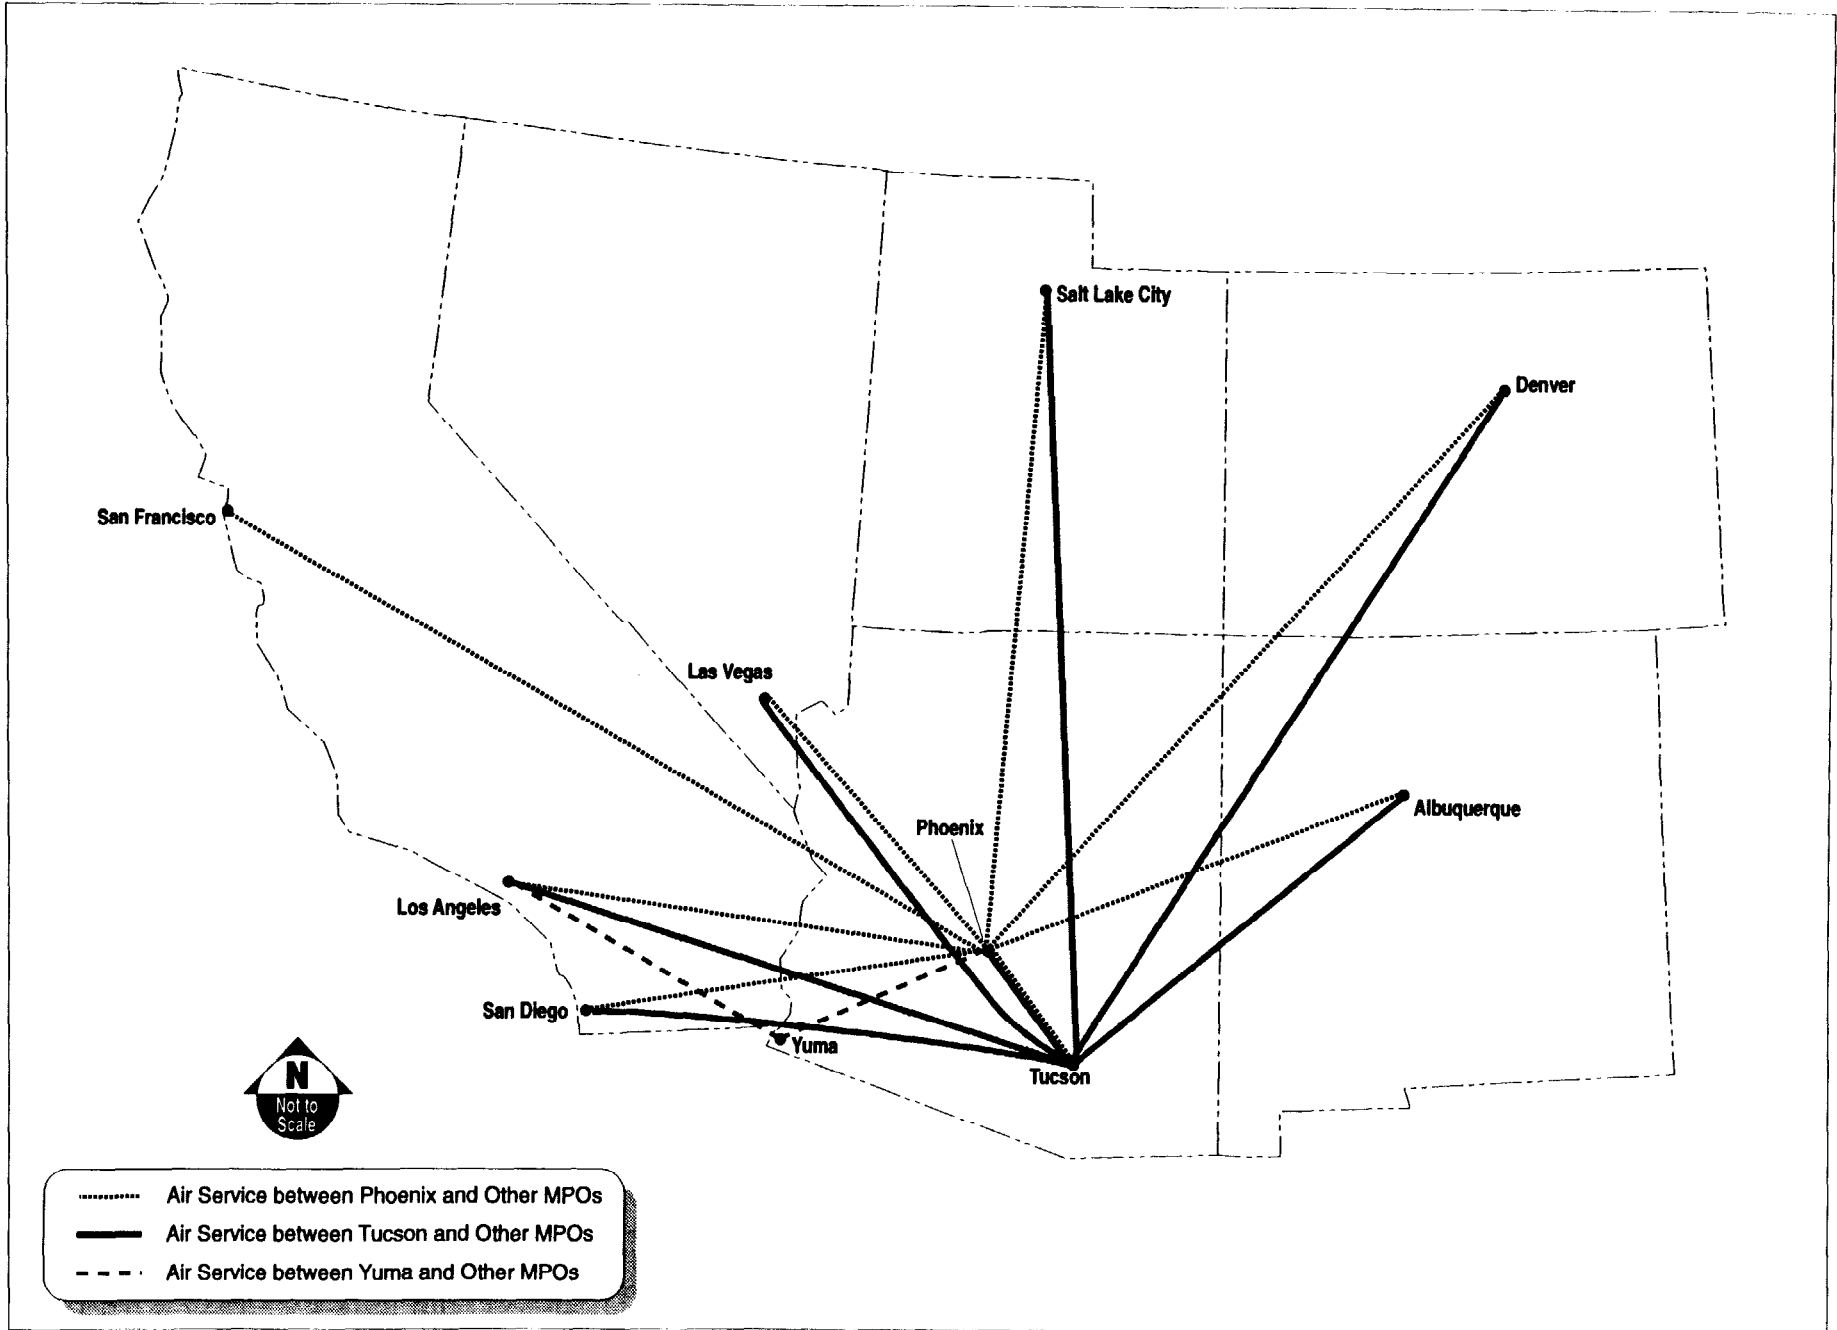 Salt Lake City
Denver
San Francisco
Las Vegas
Phoenix
Albuquerque
Los Angeles
San Diego
Yuma
Tucson
N
Not to
Scale
Air Service between Phoenix and Other MPOs
Air Service between Tucson and Other MPOs
Air Service between Yuma and Other MPOs